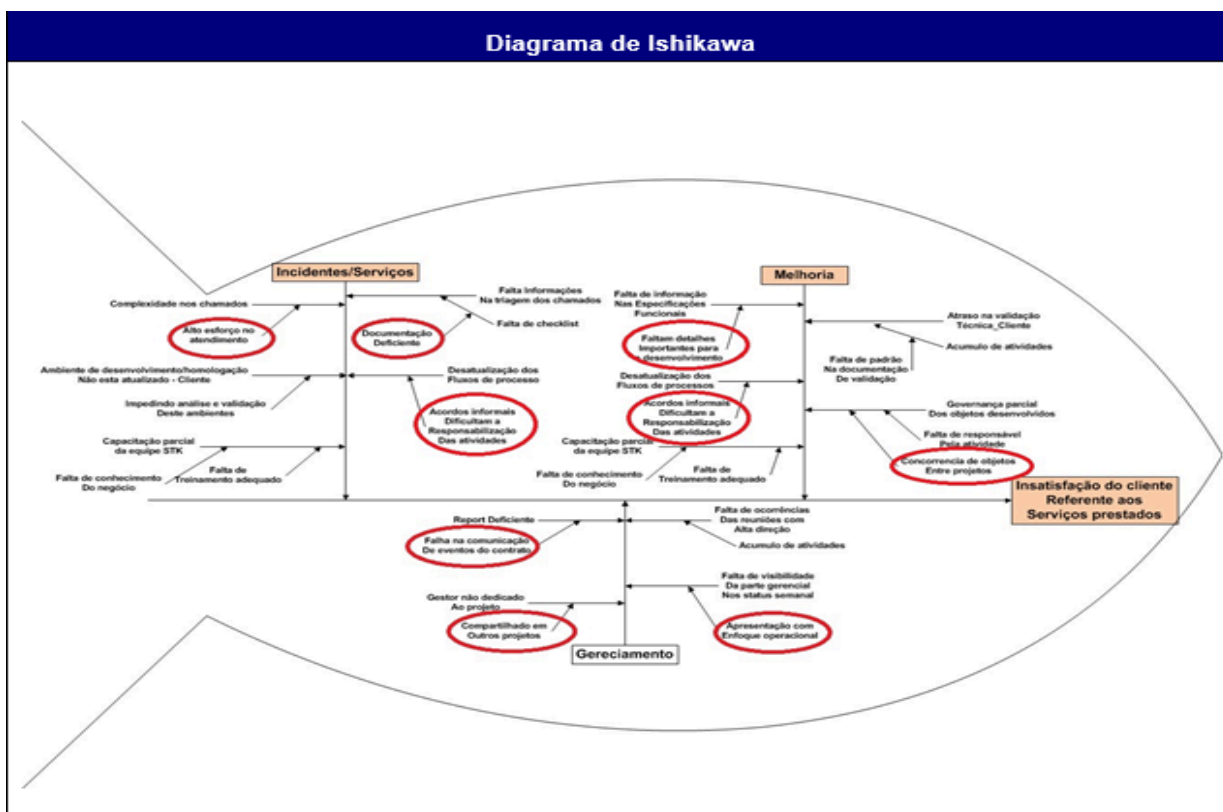 Diagrama de Ishikawa
Incidentes/Serviços
Complexidade nos chamados
Alto esforço no
atendimento
Falta Informações
Na triagem dos chamados
Falta de checklist
Documentação
Deficiente
Ambiente de desenvolvimento/homologação
Não esta atualizado - Cliente
Impedindo análise e validação
Deste ambientes
Desatualização dos
Fluxos de processo
Acordos informais
Dificultam a
Responsabilização
Das atividades
Capacitação parcial
da equipe STK
Falta de conhecimento
Do negócio
Falta de
Treinamento adequado
Melhoria
Falta de informação
Nas Especificações
Funcionais
Faltam detalhes
Importantes para
desenvolvimento
Atraso na validação
Técnica_Cliente
Acumulo de atividades
Falta de padrão
Na documentação
De validação
Desatualização dos
Fluxos de processos
Acordos informais
Dificultam a
Responsabilização
Das atividades
Governança parcial
Dos objetos desenvolvidos
Falta de responsável
Pela atividade
Concorrencia de objetos
Entre projetos
Capacitação parcial
da equipe STK
Falta de conhecimento
Do negócio
Falta de
Treinamento adequado
Insatisfação do cliente
Referente aos
Serviços prestados
Report Deficiente
Falha na comunicação
De eventos do contrato
Falta de ocorrências
Das reuniões com
Alta direção
Acumulo de atividades
Gestor não dedicado
Ao projeto
Compartilhado em
Outros projetos
Falta de visibilidade
Da parte gerencial
Nos status semanal
Apresentação com
Enfoque operacional
Gereciamento